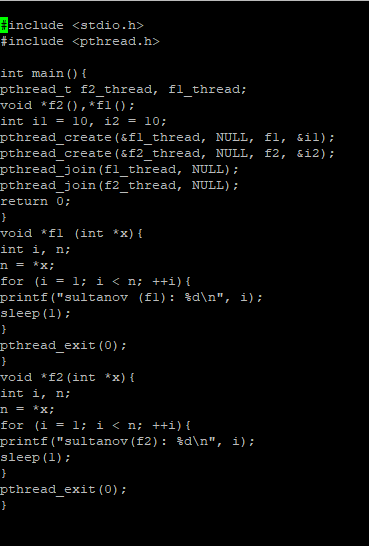 #include <stdio.h>
#include <pthread.h>

int main(){
pthread_t f2_thread, f1_thread;
void *f2(),*f1();
int i1 = 10, i2 = 10;
pthread_create(&f1_thread, NULL, f1, &i1);
pthread_create(&f2_thread, NULL, f2, &i2);
pthread_join(f1_thread, NULL);
pthread_join(f2_thread, NULL);
return 0;
}
void *f1 (int *x){
int i, n;
n = *x;
for (i = 1; i < n; ++i){
printf("sultanov (f1): %d\n", i);
sleep(1);
}
pthread_exit(0);
}
void *f2(int *x){
int i, n;
n = *x;
for (i = 1; i < n; ++i){
printf("sultanov(f2): %d\n", i);
sleep(1);
}
pthread_exit(0);
}